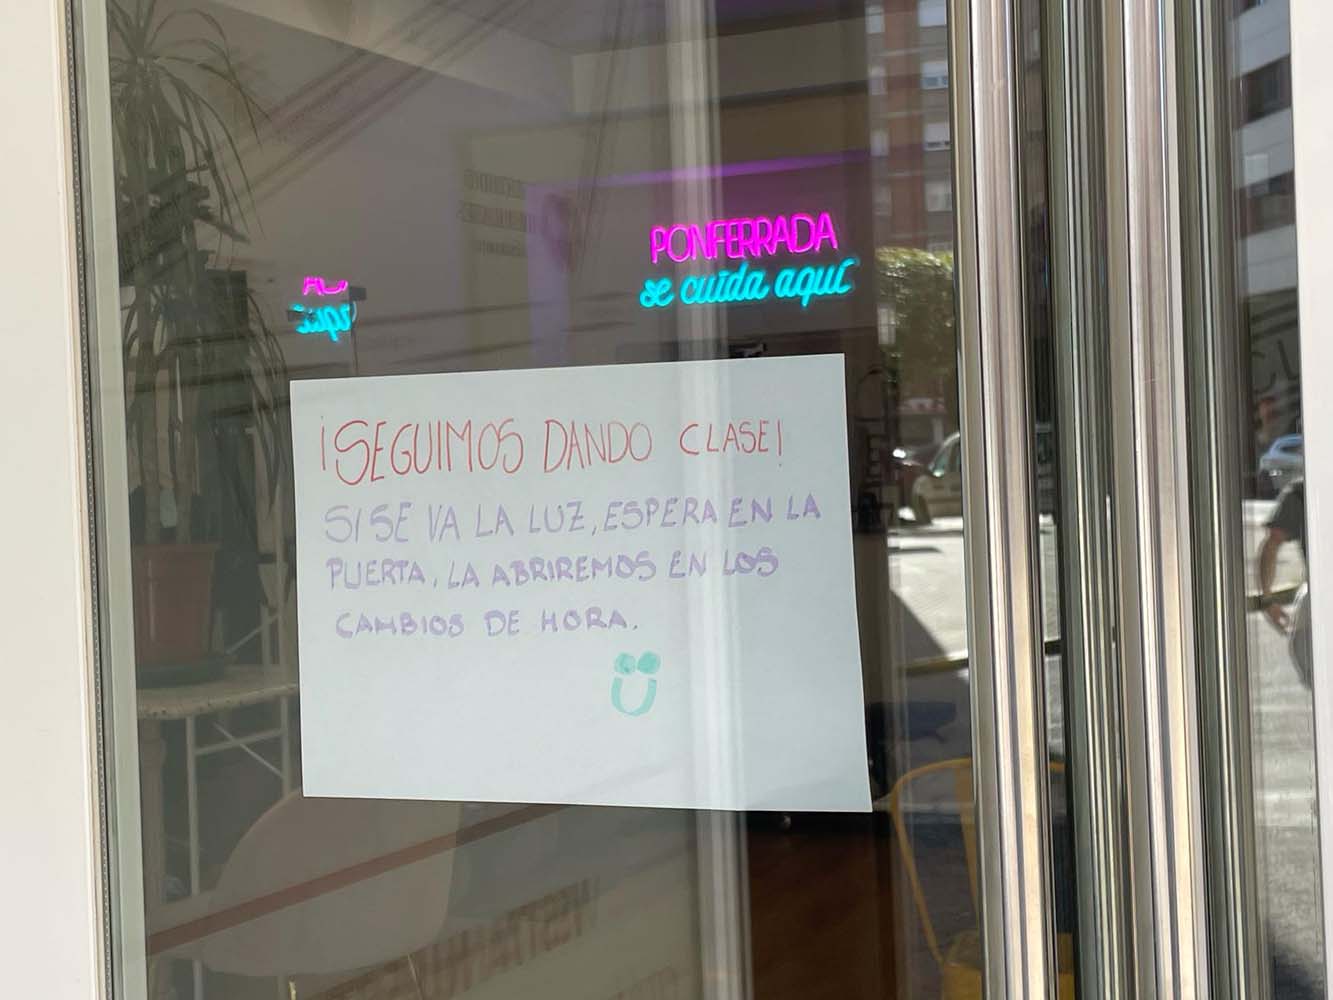 PONFERRADA
se cuida aquí
¡SEGUIMOS DANDO CLASE!
SI SE VA LA LUZ, ESPERA EN LA
PUERTA, LA ABRIREMOS EN LOS
CAMBIOS DE HORA.